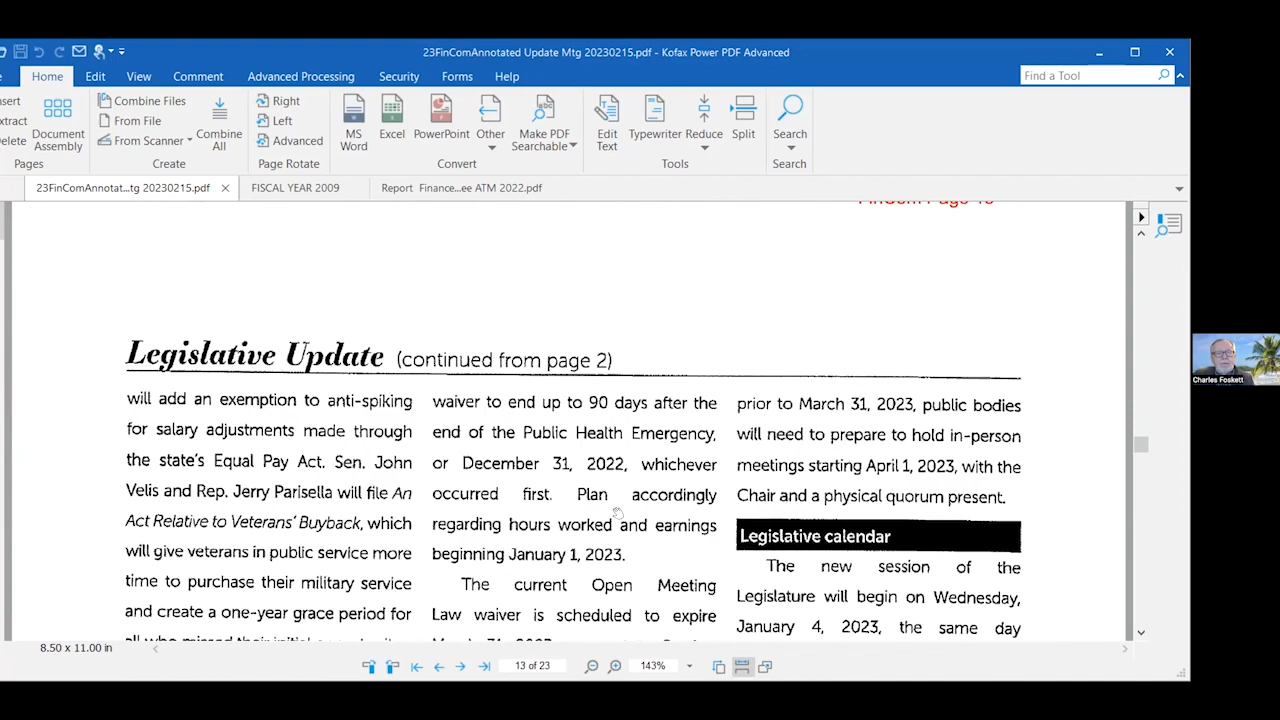 23FinComAnnotated Update Mtg 20230215.pdf - Kofax Power PDF Advanced
Home Edit View Comment Advanced Processing Security Forms Help
Find a Tool
Combine Files
From File
From Scanner
Document
Assembly
Combine
All
Right
Left
Advanced
MS
Word
Excel
PowerPoint
Other
Make PDF
Searchable
Edit
Text
Typewriter
Reduce
Split
Search
Pages
Create
Page Rotate
Convert
Tools
Search
23FinComAnnotat...tg 20230215.pdf
FISCAL YEAR 2009
Report Finance...ee ATM 2022.pdf
Legislative Update (continued from page 2)
will add an exemption to anti-spiking
for salary adjustments made through
the state's Equal Pay Act. Sen. John
Velis and Rep. Jerry Parisella will file An
Act Relative to Veterans' Buyback, which
will give veterans in public service more
time to purchase their military service
and create a one-year grace period for
waiver to end up to 90 days after the
end of the Public Health Emergency,
or December 31, 2022, whichever
occurred first. Plan accordingly
regarding hours worked and earnings
beginning January 1, 2023.
The current Open Meeting
Law waiver is scheduled to expire
prior to March 31, 2023, public bodies
will need to prepare to hold in-person
meetings starting April 1, 2023, with the
Chair and a physical quorum present.
Legislative calendar
The new session of the
Legislature will begin on Wednesday,
January 4, 2023, the same day
8.50 x 11.00 in
13 of 23
143%
Charles Foskett